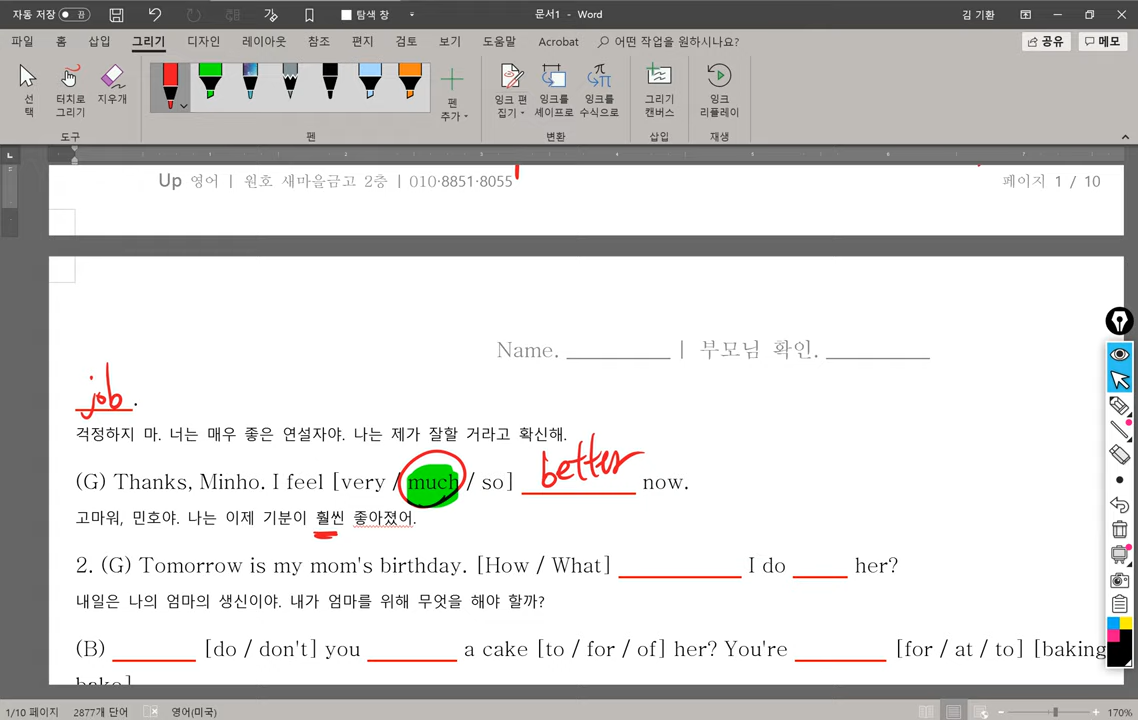 자동 저장 끔 탐색 창 문서1 - Word 김 기환
파일 홈 삽입 그리기 디자인 레이아웃 참조 편지 검토 보기 도움말 Acrobat 어떤 작업을 원하시나요? 공유 메모
선택 터치로 그리기 지우개 펜 추가 잉크 편집기 잉크를 셰이프로 잉크를 수식으로 그리기 캔버스 잉크 리플레이
도구 펜 변환 삽입 재생
Up 영어 | 원호 새마을금고 2층 | 010·8851·8055 페이지 1 / 10
Name. __________ | 부모님 확인. __________
job.
걱정하지 마. 너는 매우 좋은 연설자야. 나는 제가 잘할 거라고 확신해.
(G) Thanks, Minho. I feel [very / much / so] better now.
고마워, 민호야. 나는 이제 기분이 훨씬 좋아졌어.
2. (G) Tomorrow is my mom's birthday. [How / What] __________ I do _____ her?
내일은 나의 엄마의 생신이야. 내가 엄마를 위해 무엇을 해야 할까?
(B) ________ [do / don't] you ________ a cake [to / for / of] her? You're ________ [for / at / to] [baking
bake]
1/10 페이지 2877개 단어 영어(미국) 170%